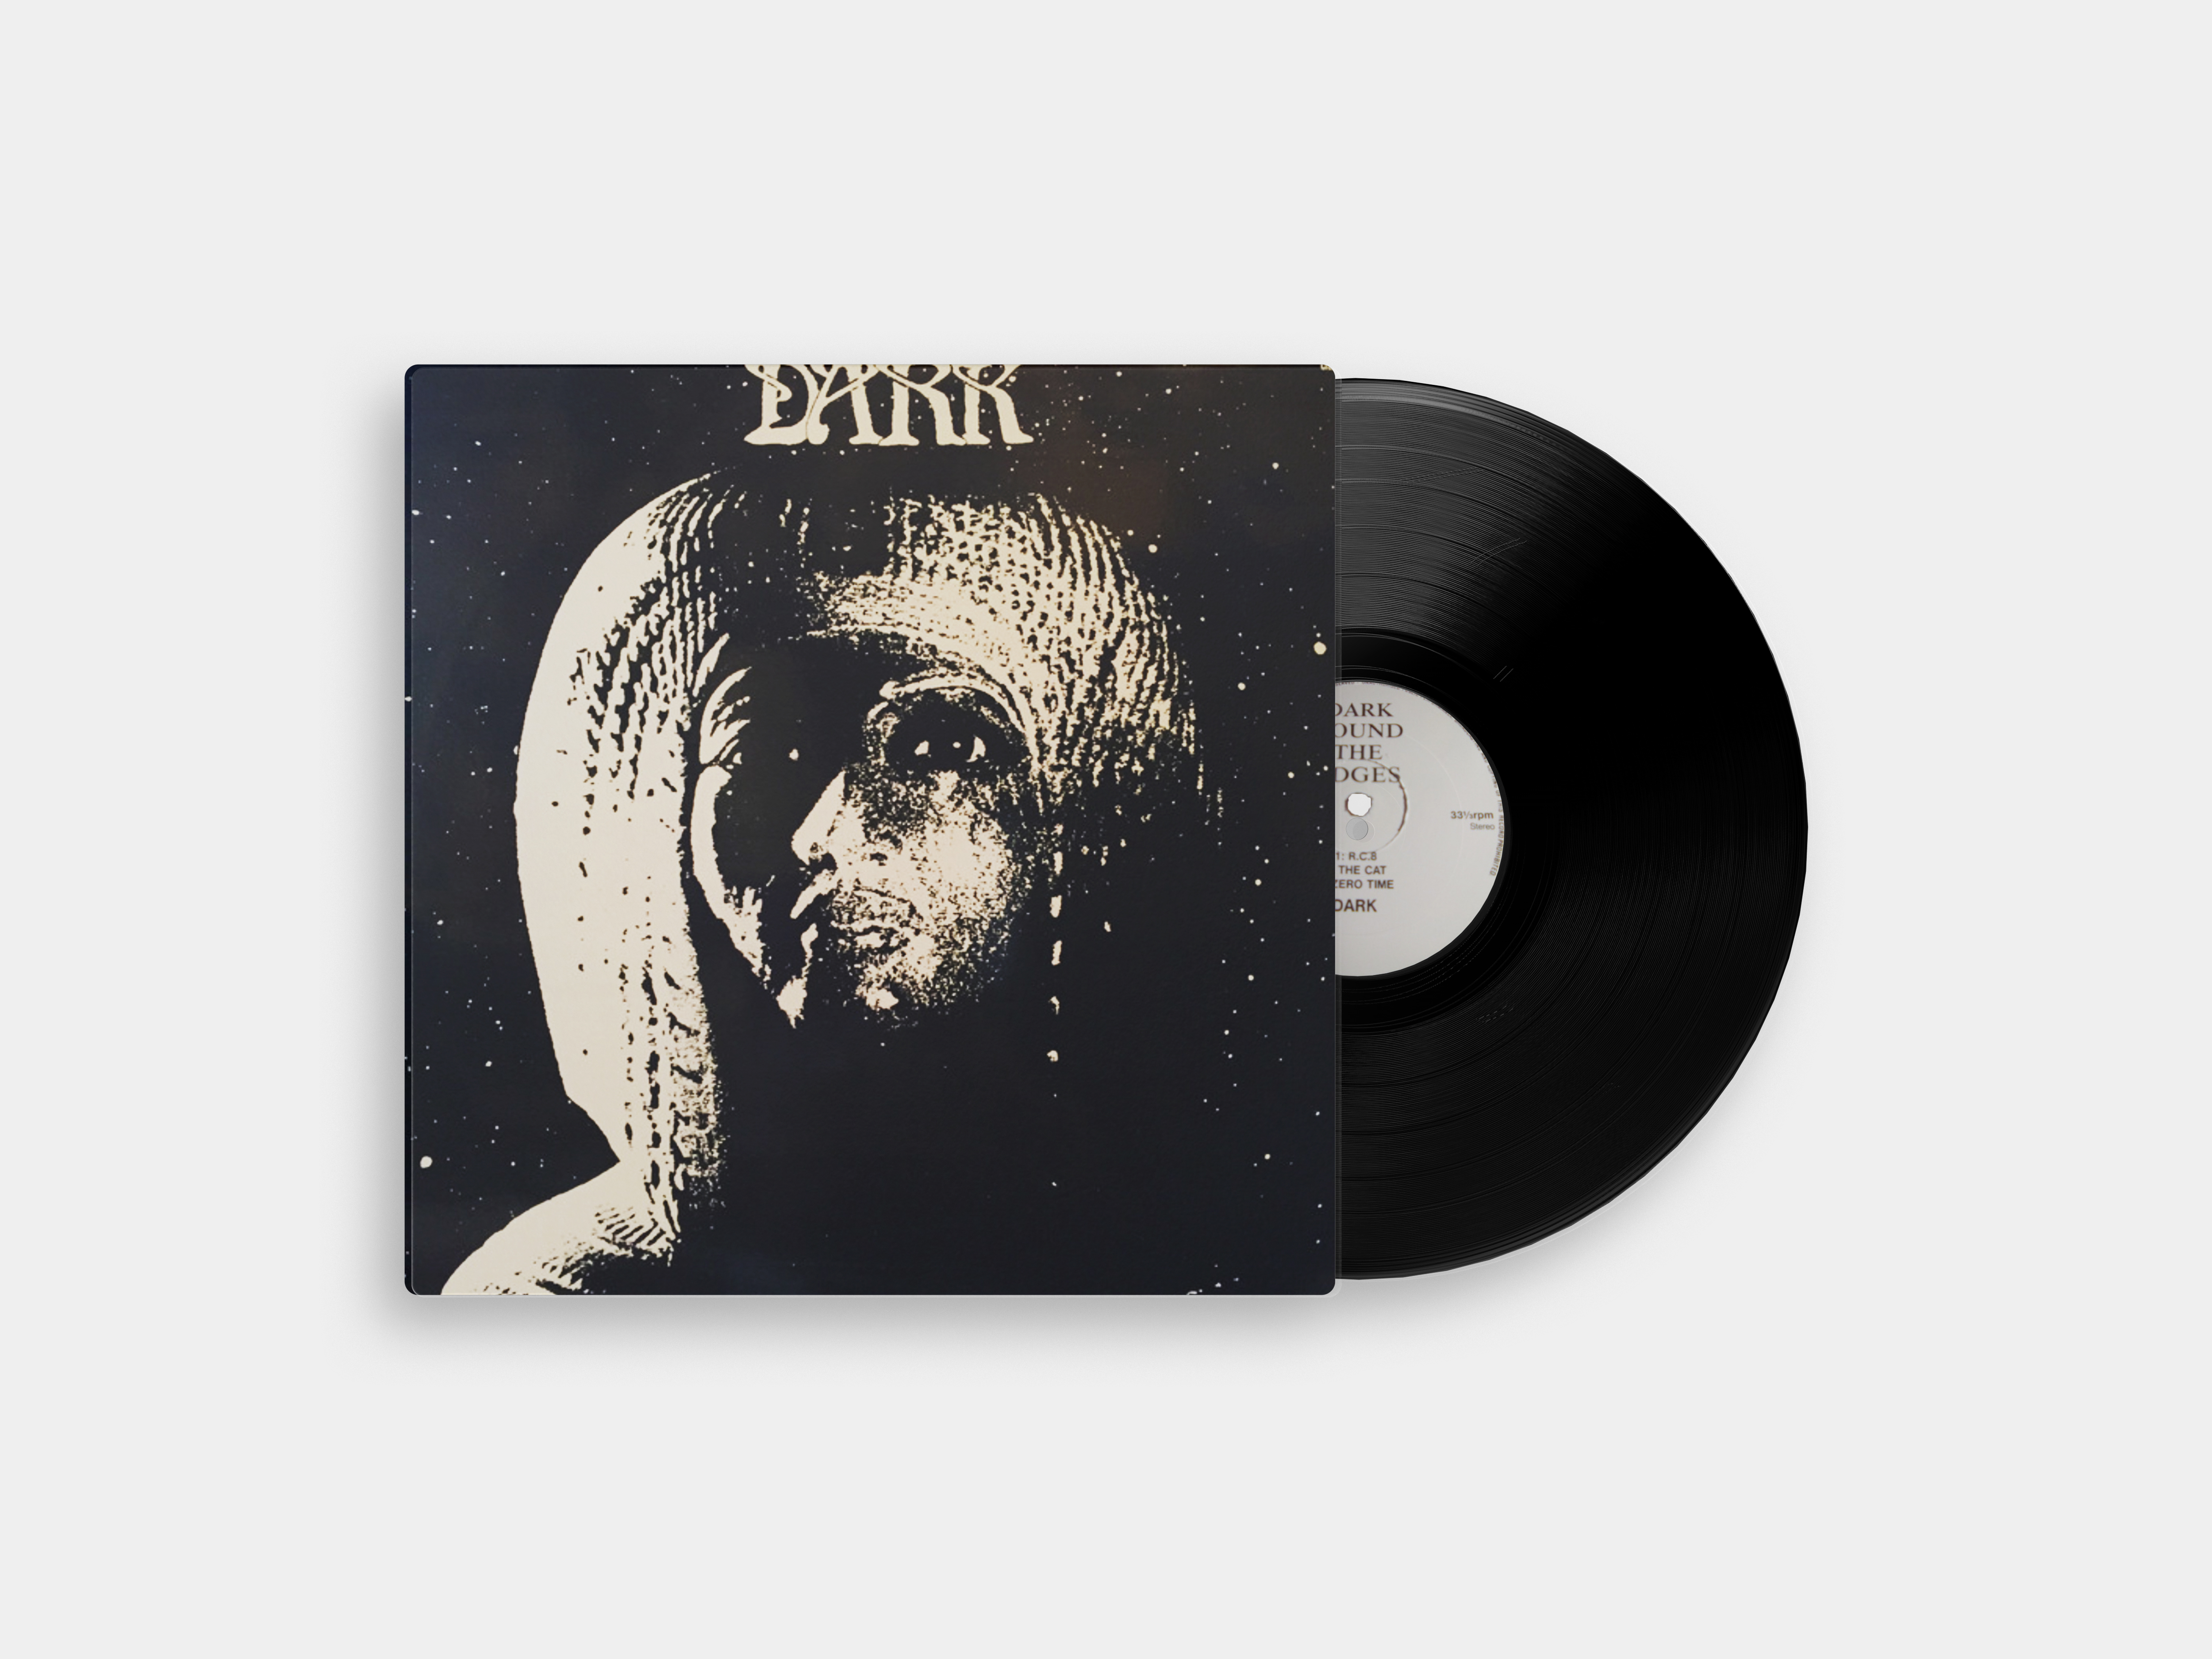 DARK
DARK
OUND
THE
DGES
33⅓rpm
Stereo
1: R.C.8
THE CAT
ZERO TIME
DARK